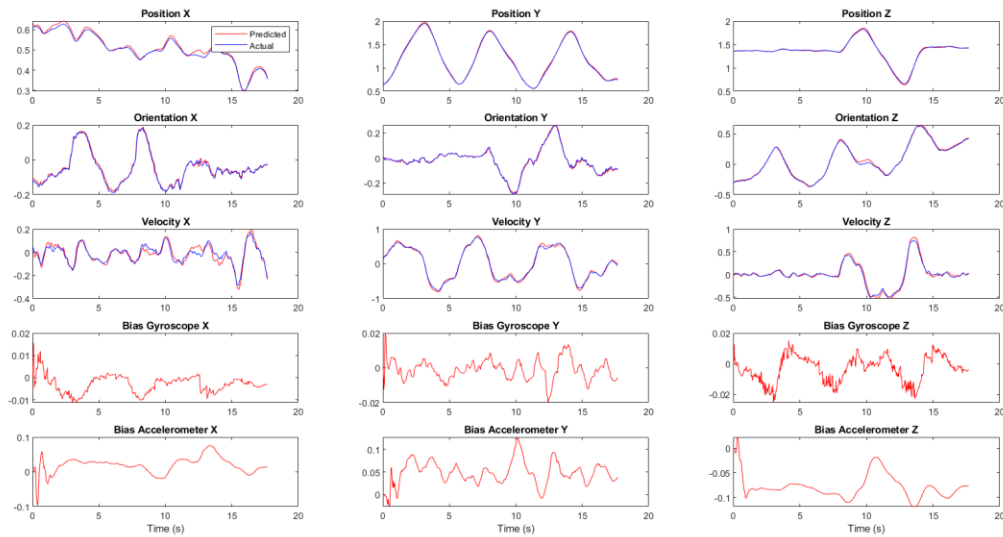 Position X
0.6
0.5
0.4
0.3
Predicted
Actual
0 5 10 15 20
Position Y
2
1.5
1
0.5
0 5 10 15 20
Position Z
2
1.5
1
0.5
0 5 10 15 20
Orientation X
0.2
0
-0.2
0 5 10 15 20
Orientation Y
0.2
0
-0.2
0 5 10 15 20
Orientation Z
0.5
0
-0.5
0 5 10 15 20
Velocity X
0.2
0
-0.2
-0.4
0 5 10 15 20
Velocity Y
1
0
-1
0 5 10 15 20
Velocity Z
1
0.5
0
-0.5
0 5 10 15 20
Bias Gyroscope X
0.02
0.01
0
-0.01
0 5 10 15 20
Bias Gyroscope Y
0.02
0
-0.02
0 5 10 15 20
Bias Gyroscope Z
0.02
0
-0.02
0 5 10 15 20
Bias Accelerometer X
0.1
0
-0.1
0 5 10 15 20
Time (s)
Bias Accelerometer Y
0.1
0.05
0
0 5 10 15 20
Time (s)
Bias Accelerometer Z
0
-0.05
-0.1
0 5 10 15 20
Time (s)